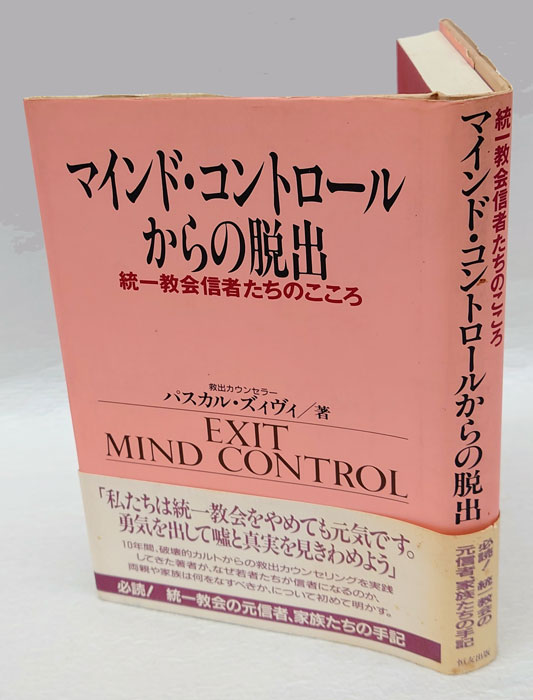 マインド・コントロール
からの脱出
統一教会信者たちのこころ
救出カウンセラー
パスカル・ズィヴィ/著
EXIT
MIND CONTROL
「私たちは統一教会をやめても元気です。
勇気を出して嘘と真実を見きわめよう」
10年間、破壊的カルトからの救出カウンセリングを実践
してきた著者が、なぜ若者たちが信者になるのか、
両親や家族は何をなすべきか、について初めて明かす。
必読! 統一教会の元信者、家族たちの手記
統一教会信者たちのこころ
マインド・コントロールからの脱出
必読! 統一教会の
元信者、家族たちの手記
恒友出版